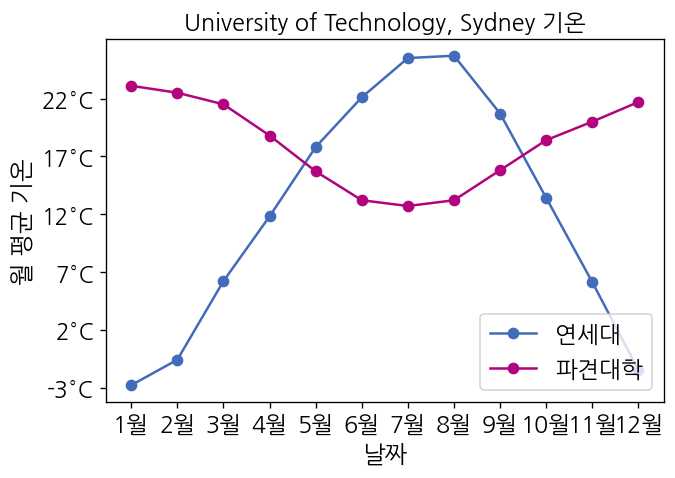 University of Technology, Sydney 기온
월 평균 기온
22˚C
17˚C
12˚C
7˚C
2˚C
-3˚C
연세대
파견대학
1월 2월 3월 4월 5월 6월 7월 8월 9월 10월 11월 12월
날짜